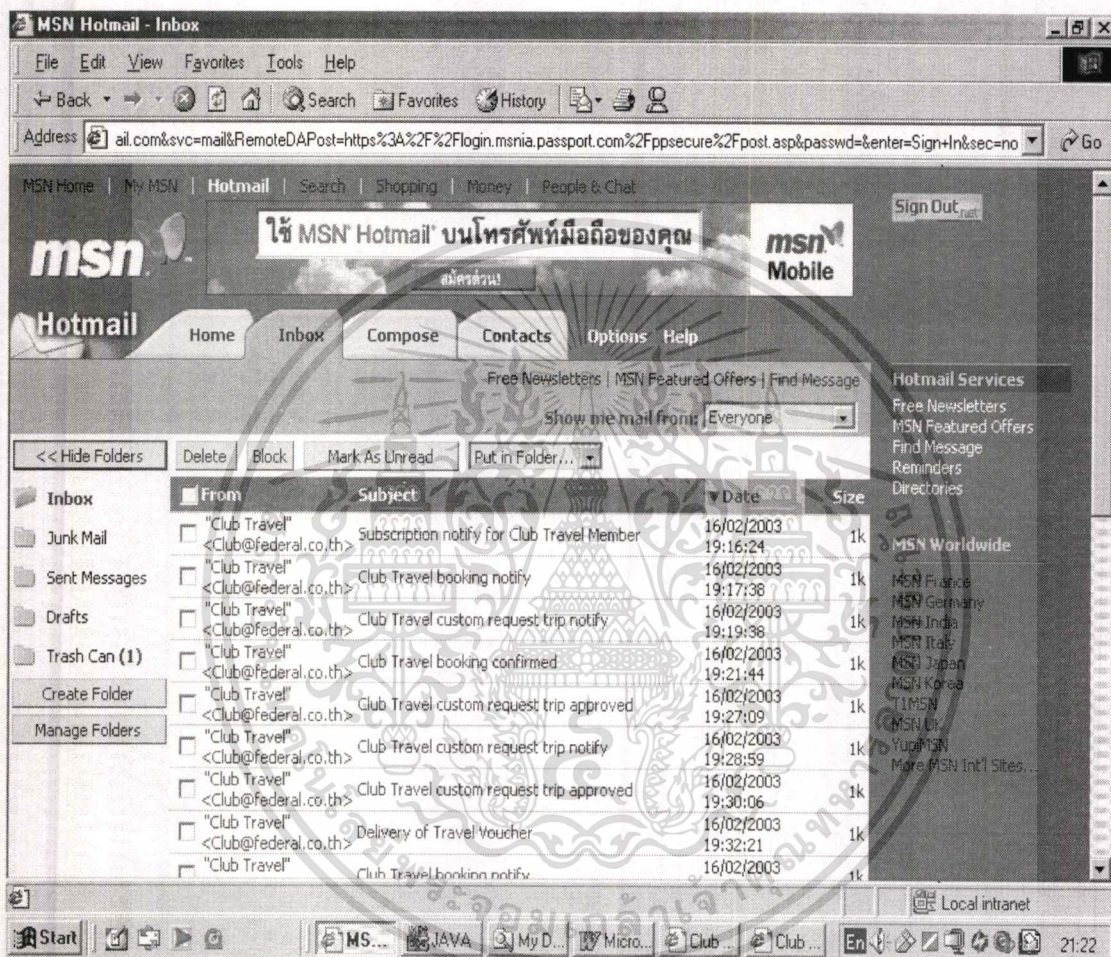 MSN Hotmail - Inbox
File Edit View Favorites Tools Help
Back Search Favorites History
Address ail.com&svc=mail&RemoteDAPost=https%3A%2F%2Flogin.msnia.passport.com%2Fppsecure%2Fpost.asp&passwd=&enter=Sign+In&sec=no Go
MSN Home | My MSN | Hotmail | Search | Shopping | Money | People & Chat
Sign Out .net
msn
ใช้ MSN Hotmail บนโทรศัพท์มือถือของคุณ
สมัครด่วน!
msn Mobile
Hotmail
Home Inbox Compose Contacts Options Help
Free Newsletters | MSN Featured Offers | Find Message
Show me mail from: Everyone
<< Hide Folders Delete Block Mark As Unread Put in Folder...
Inbox
Junk Mail
Sent Messages
Drafts
Trash Can (1)
Create Folder
Manage Folders
From Subject Date Size
"Club Travel" <Club@federal.co.th> Subscription notify for Club Travel Member 16/02/2003 19:16:24 1k
"Club Travel" <Club@federal.co.th> Club Travel booking notify 16/02/2003 19:17:38 1k
"Club Travel" <Club@federal.co.th> Club Travel custom request trip notify 16/02/2003 19:19:38 1k
"Club Travel" <Club@federal.co.th> Club Travel booking confirmed 16/02/2003 19:21:44 1k
"Club Travel" <Club@federal.co.th> Club Travel custom request trip approved 16/02/2003 19:27:09 1k
"Club Travel" <Club@federal.co.th> Club Travel custom request trip notify 16/02/2003 19:28:59 1k
"Club Travel" <Club@federal.co.th> Club Travel custom request trip approved 16/02/2003 19:30:06 1k
"Club Travel" <Club@federal.co.th> Delivery of Travel Voucher 16/02/2003 19:32:21 1k
"Club Travel" Club Travel booking notify 16/02/2003 1k
Hotmail Services
Free Newsletters
MSN Featured Offers
Find Message
Reminders
Directories
MSN Worldwide
MSN France
MSN Germany
MSN India
MSN Italy
MSN Japan
MSN Korea
T1MSN
MSN UK
YupiMSN
More MSN Int'l Sites...
Local intranet
Start MS... JAVA My D... Micro... Club ... Club ... En 21:22